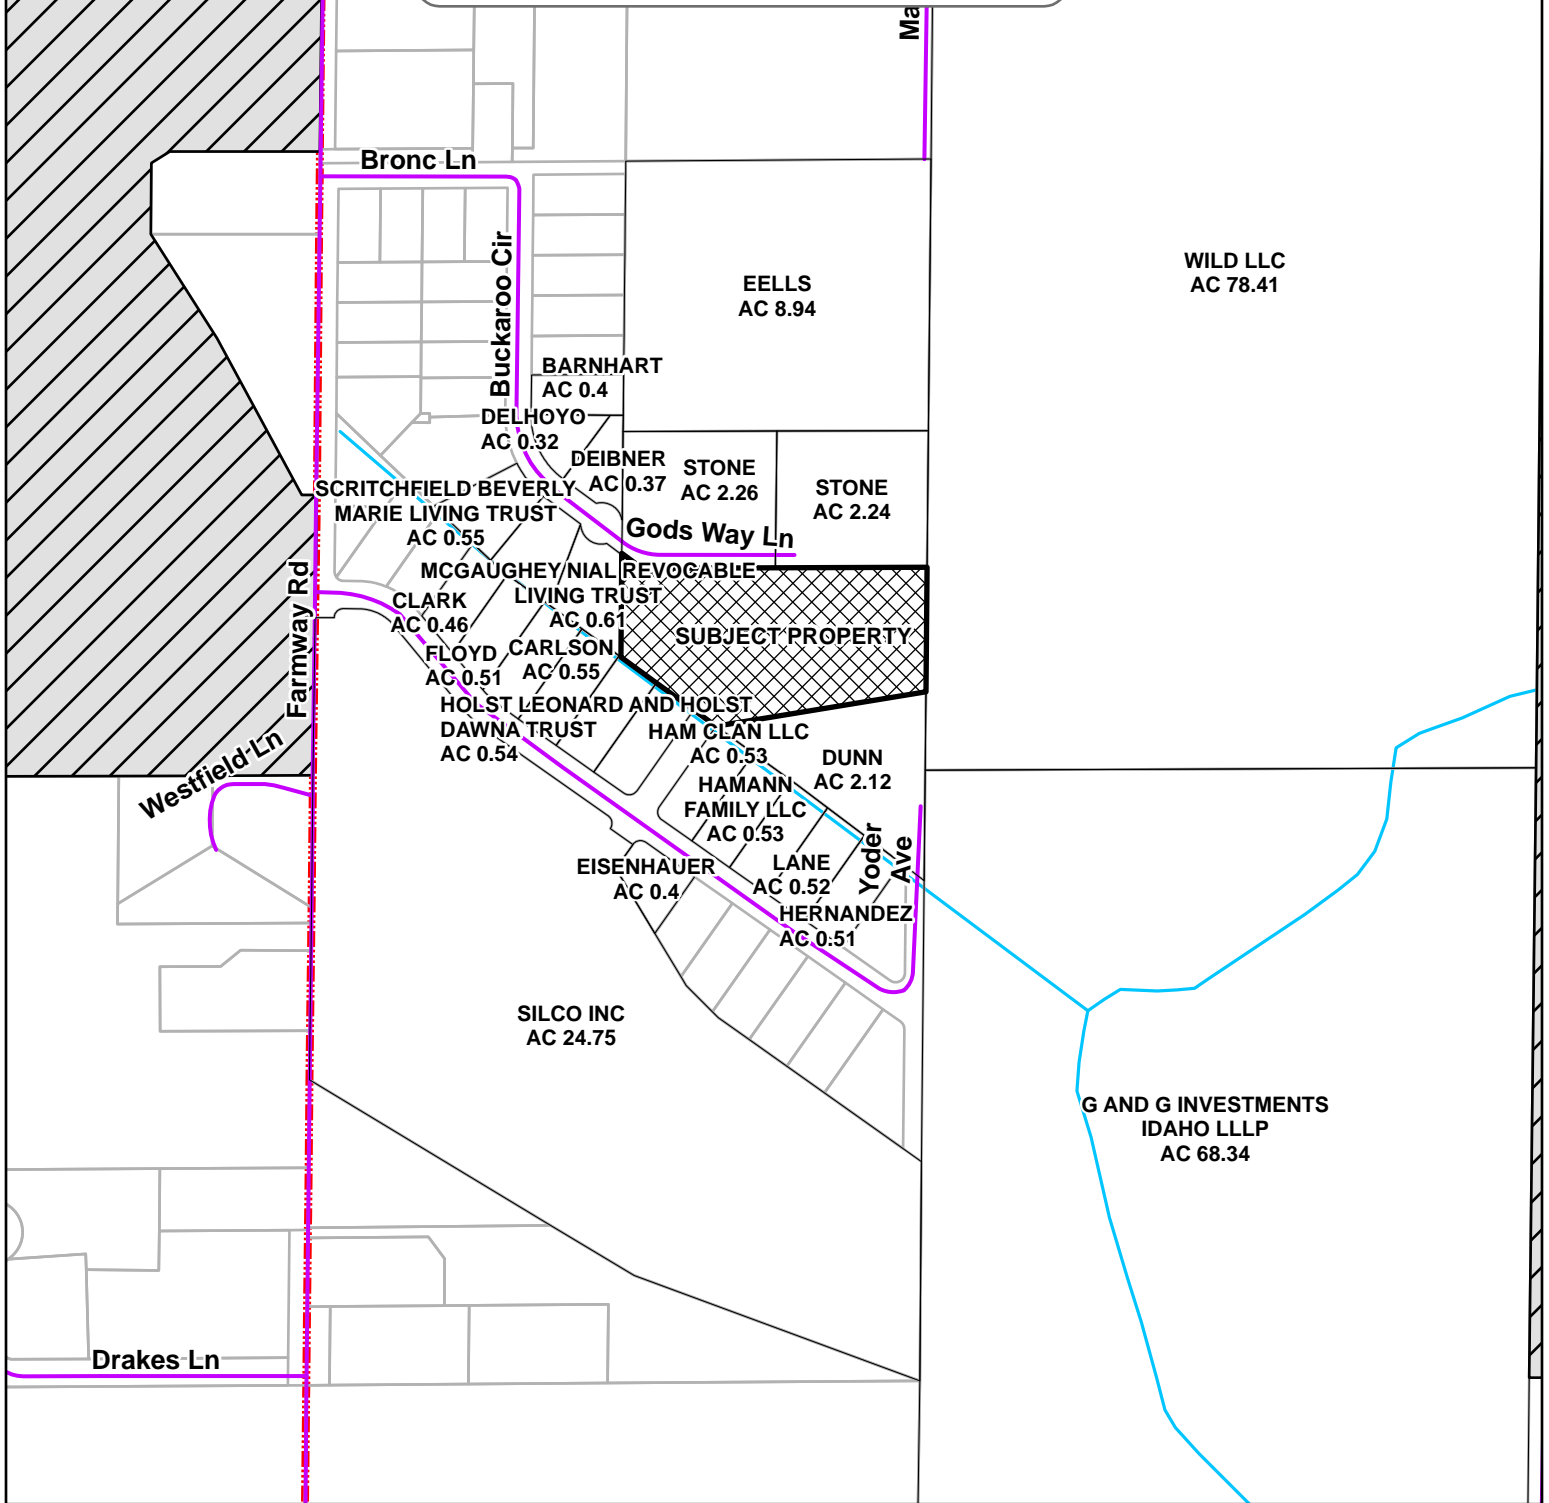 Ma
Bronc Ln
Buckaroo Cir
EELLS
AC 8.94
WILD LLC
AC 78.41
BARNHART
AC 0.4
DELHOYO
AC 0.32
DEIBNER
AC 0.37
STONE
AC 2.26
STONE
AC 2.24
SCRITCHFIELD BEVERLY
MARIE LIVING TRUST
AC 0.55
Gods Way Ln
MCGAUGHEY NIAL REVOCABLE
LIVING TRUST
AC 0.61
CLARK
AC 0.46
SUBJECT PROPERTY
Farmway Rd
FLOYD
AC 0.51
CARLSON
AC 0.55
HOLST LEONARD AND HOLST
DAWNA TRUST
AC 0.54
HAM CLAN LLC
AC 0.53
DUNN
AC 2.12
Westfield Ln
HAMANN
FAMILY LLC
AC 0.53
Yoder
Ave
EISENHAUER
AC 0.4
LANE
AC 0.52
HERNANDEZ
AC 0.51
SILCO INC
AC 24.75
G AND G INVESTMENTS
IDAHO LLLP
AC 68.34
Drakes Ln